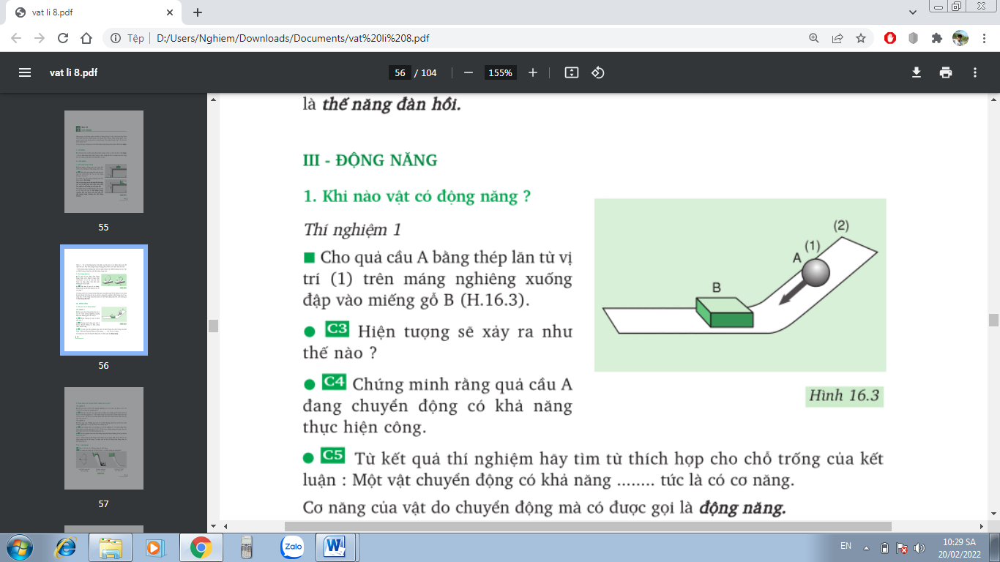 vat li 8.pdf
Tệp
D:/Users/Nghiem/Downloads/Documents/vat%20li%208.pdf
vat li 8.pdf
56 / 104
155%
55
56
57
là thế năng đàn hồi.
III - ĐỘNG NĂNG
1. Khi nào vật có động năng ?
Thí nghiệm 1
Cho quả cầu A bằng thép lăn từ vị
trí (1) trên máng nghiêng xuống
đập vào miếng gỗ B (H.16.3).
C3 Hiện tượng sẽ xảy ra như
thế nào ?
C4 Chứng minh rằng quả cầu A
đang chuyển động có khả năng
thực hiện công.
(2)
(1)
A
B
Hình 16.3
C5 Từ kết quả thí nghiệm hãy tìm từ thích hợp cho chỗ trống của kết
luận : Một vật chuyển động có khả năng ........ tức là có cơ năng.
Cơ năng của vật do chuyển động mà có được gọi là động năng.
Zalo
W
EN
10:29 SA
20/02/2022